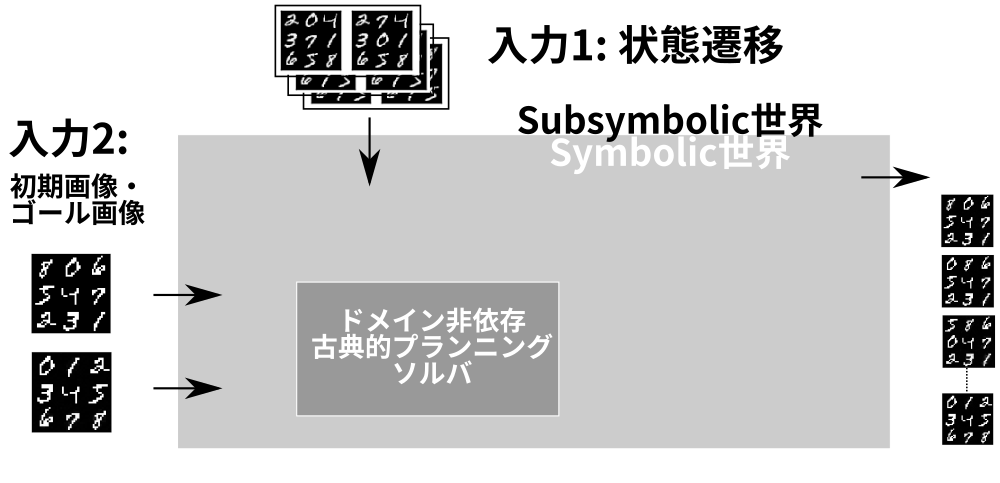 2 0 4 2 7 4
3 7 1 3 0 1
6 5 8 6 5 8
入力1: 状態遷移
Subsymbolic世界
Symbolic世界
入力2:
初期画像・
ゴール画像
8 0 6
5 4 7
2 3 1
0 1 2
3 4 5
6 7 8
ドメイン非依存
古典的プランニング
ソルバ
8 0 6
5 4 7
2 3 1
0 8 6
5 4 7
2 3 1
5 8 6
0 4 7
2 3 1
0 1 2
3 4 5
6 7 8